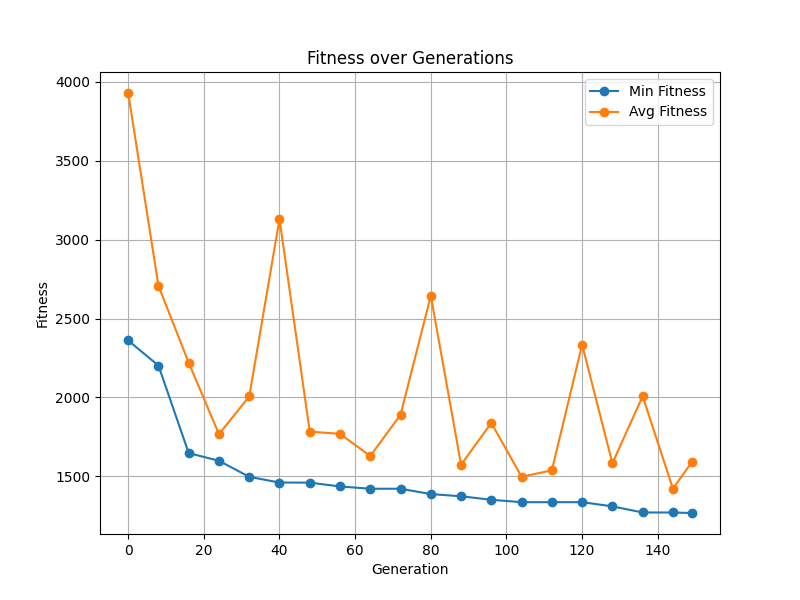 Fitness over Generations
Min Fitness
Avg Fitness
4000
3500
3000
2500
2000
1500
Fitness
0 20 40 60 80 100 120 140
Generation